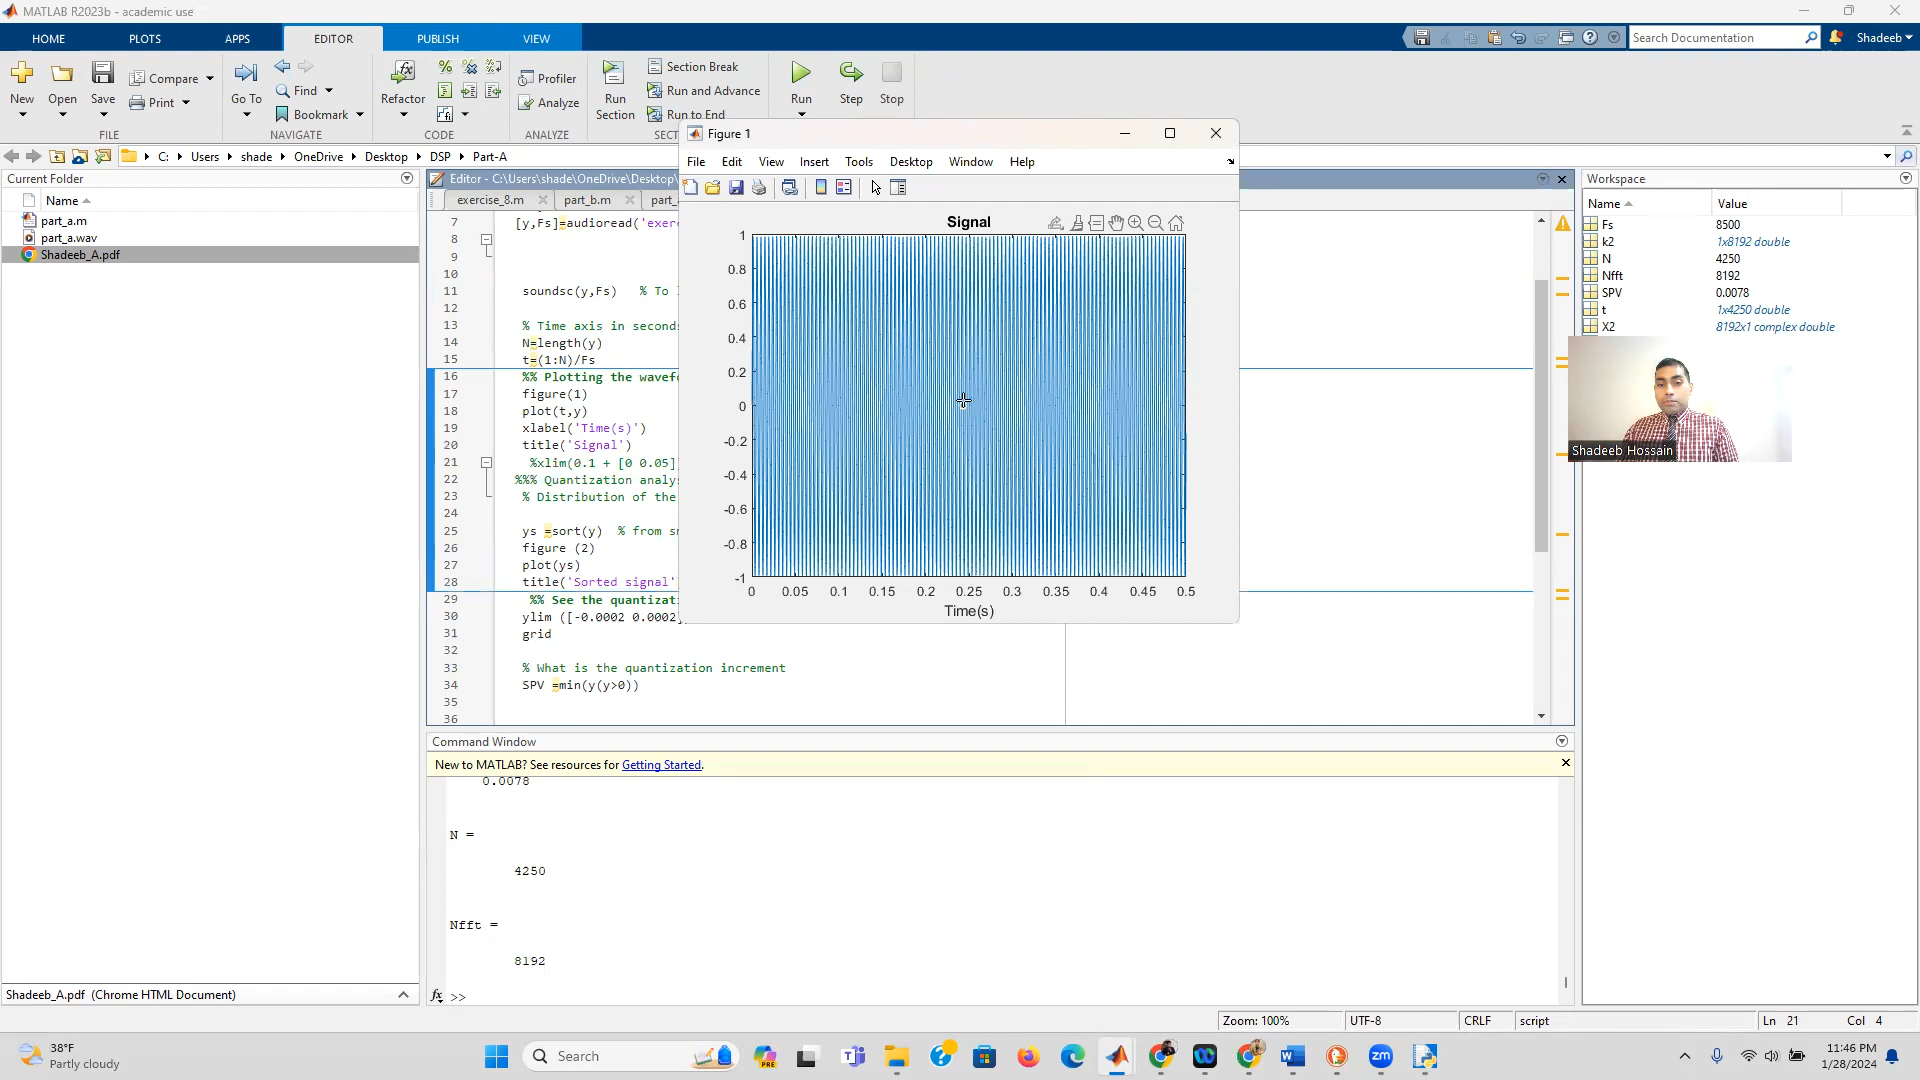 MATLAB R2023b - academic use
HOME PLOTS APPS EDITOR PUBLISH VIEW
Search Documentation
Shadeeb
New Open Save Compare Print
Go To Find Bookmark
Refactor
Profiler Analyze
Run Section
Section Break
Run and Advance
Run to End
Run Step Stop
FILE NAVIGATE CODE ANALYZE SECT
C: Users shade OneDrive Desktop DSP Part-A
Current Folder
Name
part_a.m
part_a.wav
Shadeeb_A.pdf
Shadeeb_A.pdf (Chrome HTML Document)
Editor - C:\Users\shade\OneDrive\Desktop\
exercise_8.m part_b.m part_
7 [y,Fs]=audioread('exer
8
9
10
11 soundsc(y,Fs) % To
12
13 % Time axis in seconds
14 N=length(y)
15 t=(1:N)/Fs
16 %% Plotting the wavef
17 figure(1)
18 plot(t,y)
19 xlabel('Time(s)')
20 title('Signal')
21 %xlim(0.1 + [0 0.05]
22 %%% Quantization analys
23 % Distribution of the
24
25 ys =sort(y) % from sm
26 figure (2)
27 plot(ys)
28 title('Sorted signal'
29 %% See the quantizati
30 ylim ([-0.0002 0.0002]
31 grid
32
33 % What is the quantization increment
34 SPV =min(y(y>0))
35
36
Figure 1
File Edit View Insert Tools Desktop Window Help
Signal
1
0.8
0.6
0.4
0.2
0
-0.2
-0.4
-0.6
-0.8
-1
0 0.05 0.1 0.15 0.2 0.25 0.3 0.35 0.4 0.45 0.5
Time(s)
Workspace
Name Value
Fs 8500
k2 1x8192 double
N 4250
Nfft 8192
SPV 0.0078
t 1x4250 double
X2 8192x1 complex double
Shadeeb Hossain
Command Window
New to MATLAB? See resources for Getting Started.
0.0078
N =
4250
Nfft =
8192
fx >>
Zoom: 100% UTF-8 CRLF script Ln 21 Col 4
38°F
Partly cloudy
Search
PRE
zm
11:46 PM
1/28/2024